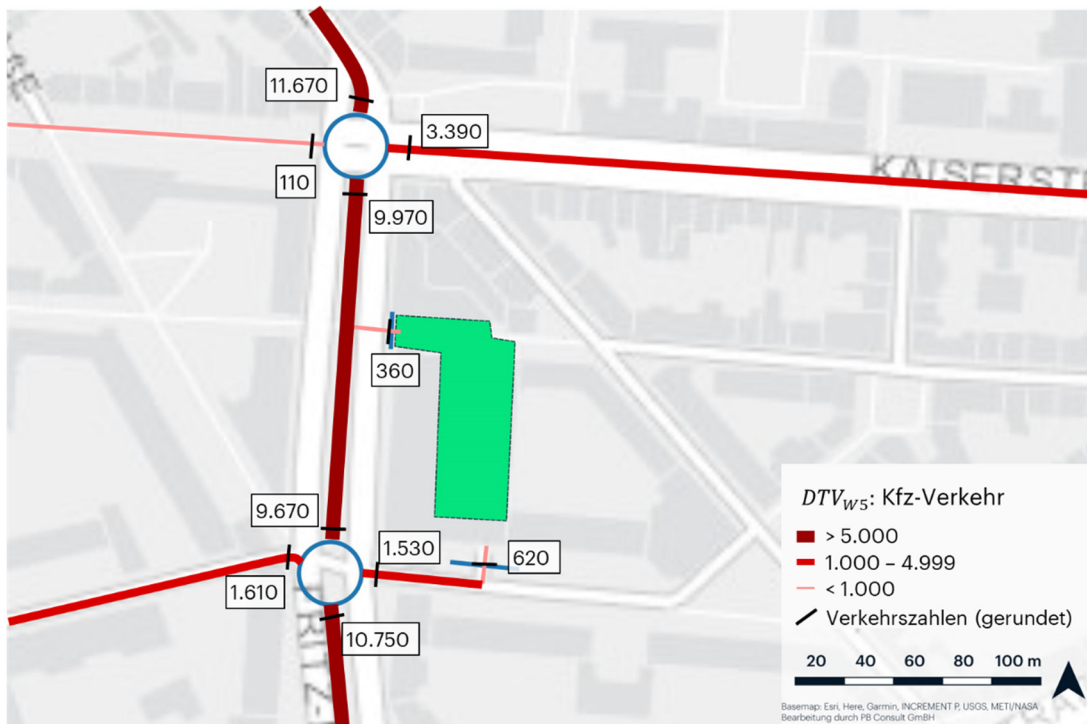 11.670
3.390
110
KAISERST
9.970
360
9.670
1.530
620
1.610
10.750
FRITZ-
DTV_W5: Kfz-Verkehr
> 5.000
1.000 – 4.999
< 1.000
Verkehrszahlen (gerundet)
20 40 60 80 100 m
Basemap: Esri, Here, Garmin, INCREMENT P, USGS, METI/NASA
Bearbeitung durch PB Consult GmBH